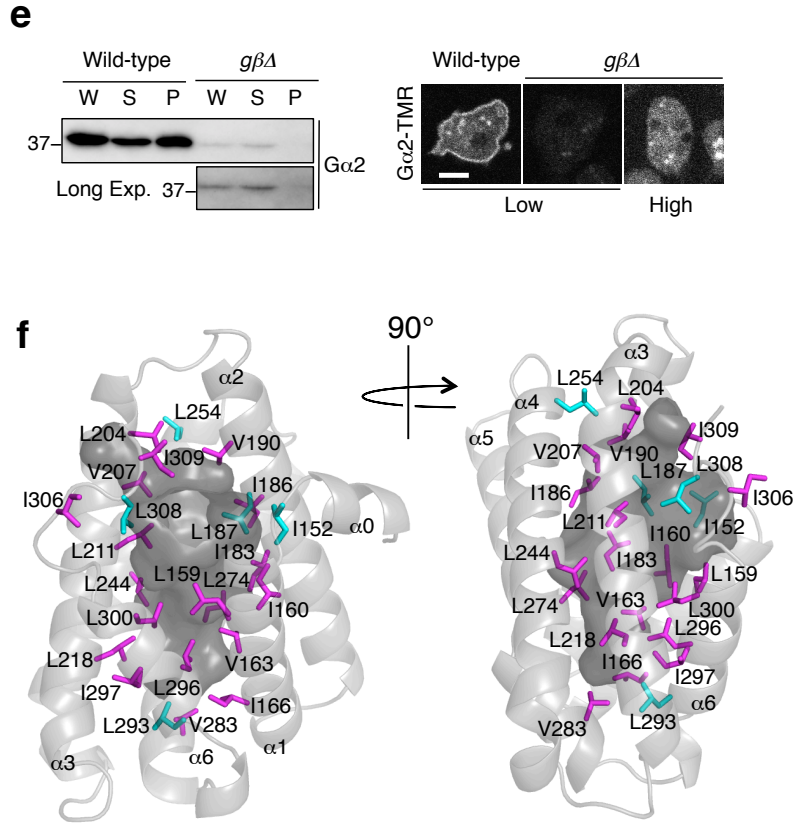 e
Wild-type gβΔ
W S P W S P
37
Gα2
Long Exp. 37
Wild-type gβΔ
Gα2-TMR
Low High
f
90°
α2
L254
L204
I309
V190
V207
I306
L308
I186
L187
I152
α0
L211
I183
L244
L159
L274
I160
L300
L218
V163
I297
L296
I166
L293
V283
α3
α6
α1
α3
L254
L204
α4
α5
I309
V207
V190
L187
L308
I186
I306
L211
I152
I160
I183
L244
L159
L274
V163
L300
L218
L296
I166
I297
α6
V283
L293